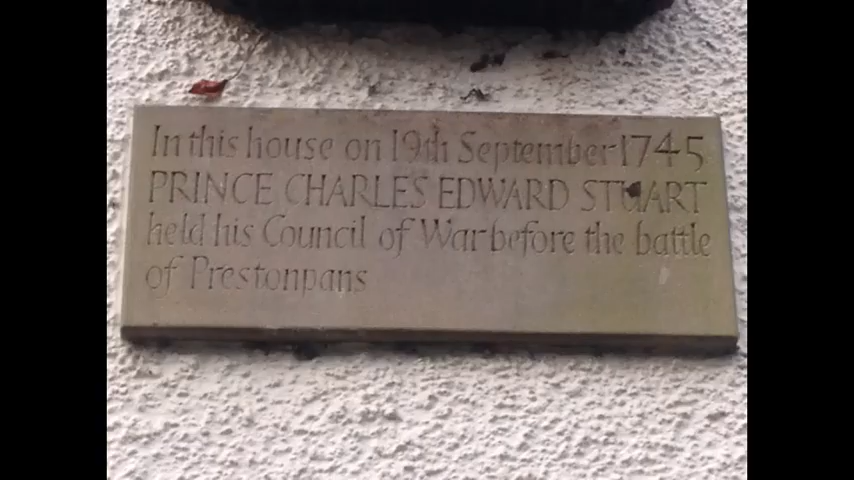 In this house on 19th September 1745
PRINCE CHARLES EDWARD STUART
held his Council of War before the battle
of Prestonpans